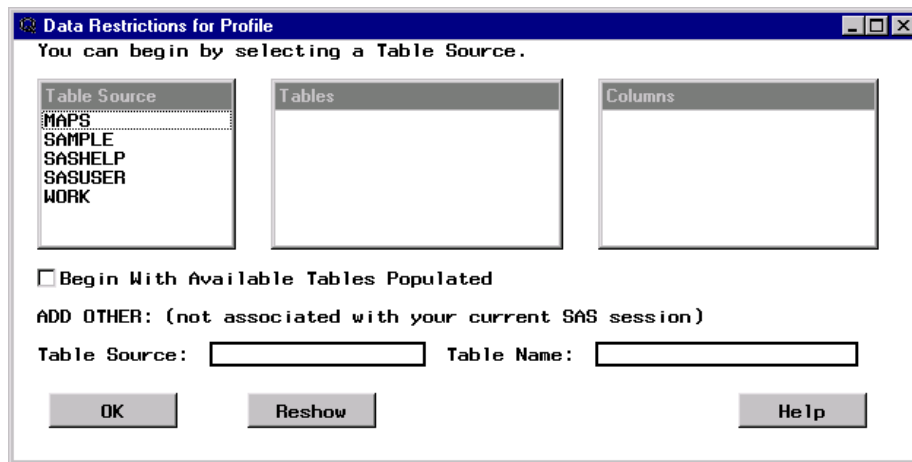 Data Restrictions for Profile
You can begin by selecting a Table Source.
Table Source
MAPS
SAMPLE
SASHELP
SASUSER
WORK
Tables
Columns
Begin With Available Tables Populated
ADD OTHER: (not associated with your current SAS session)
Table Source: Table Name:
OK Reshow Help